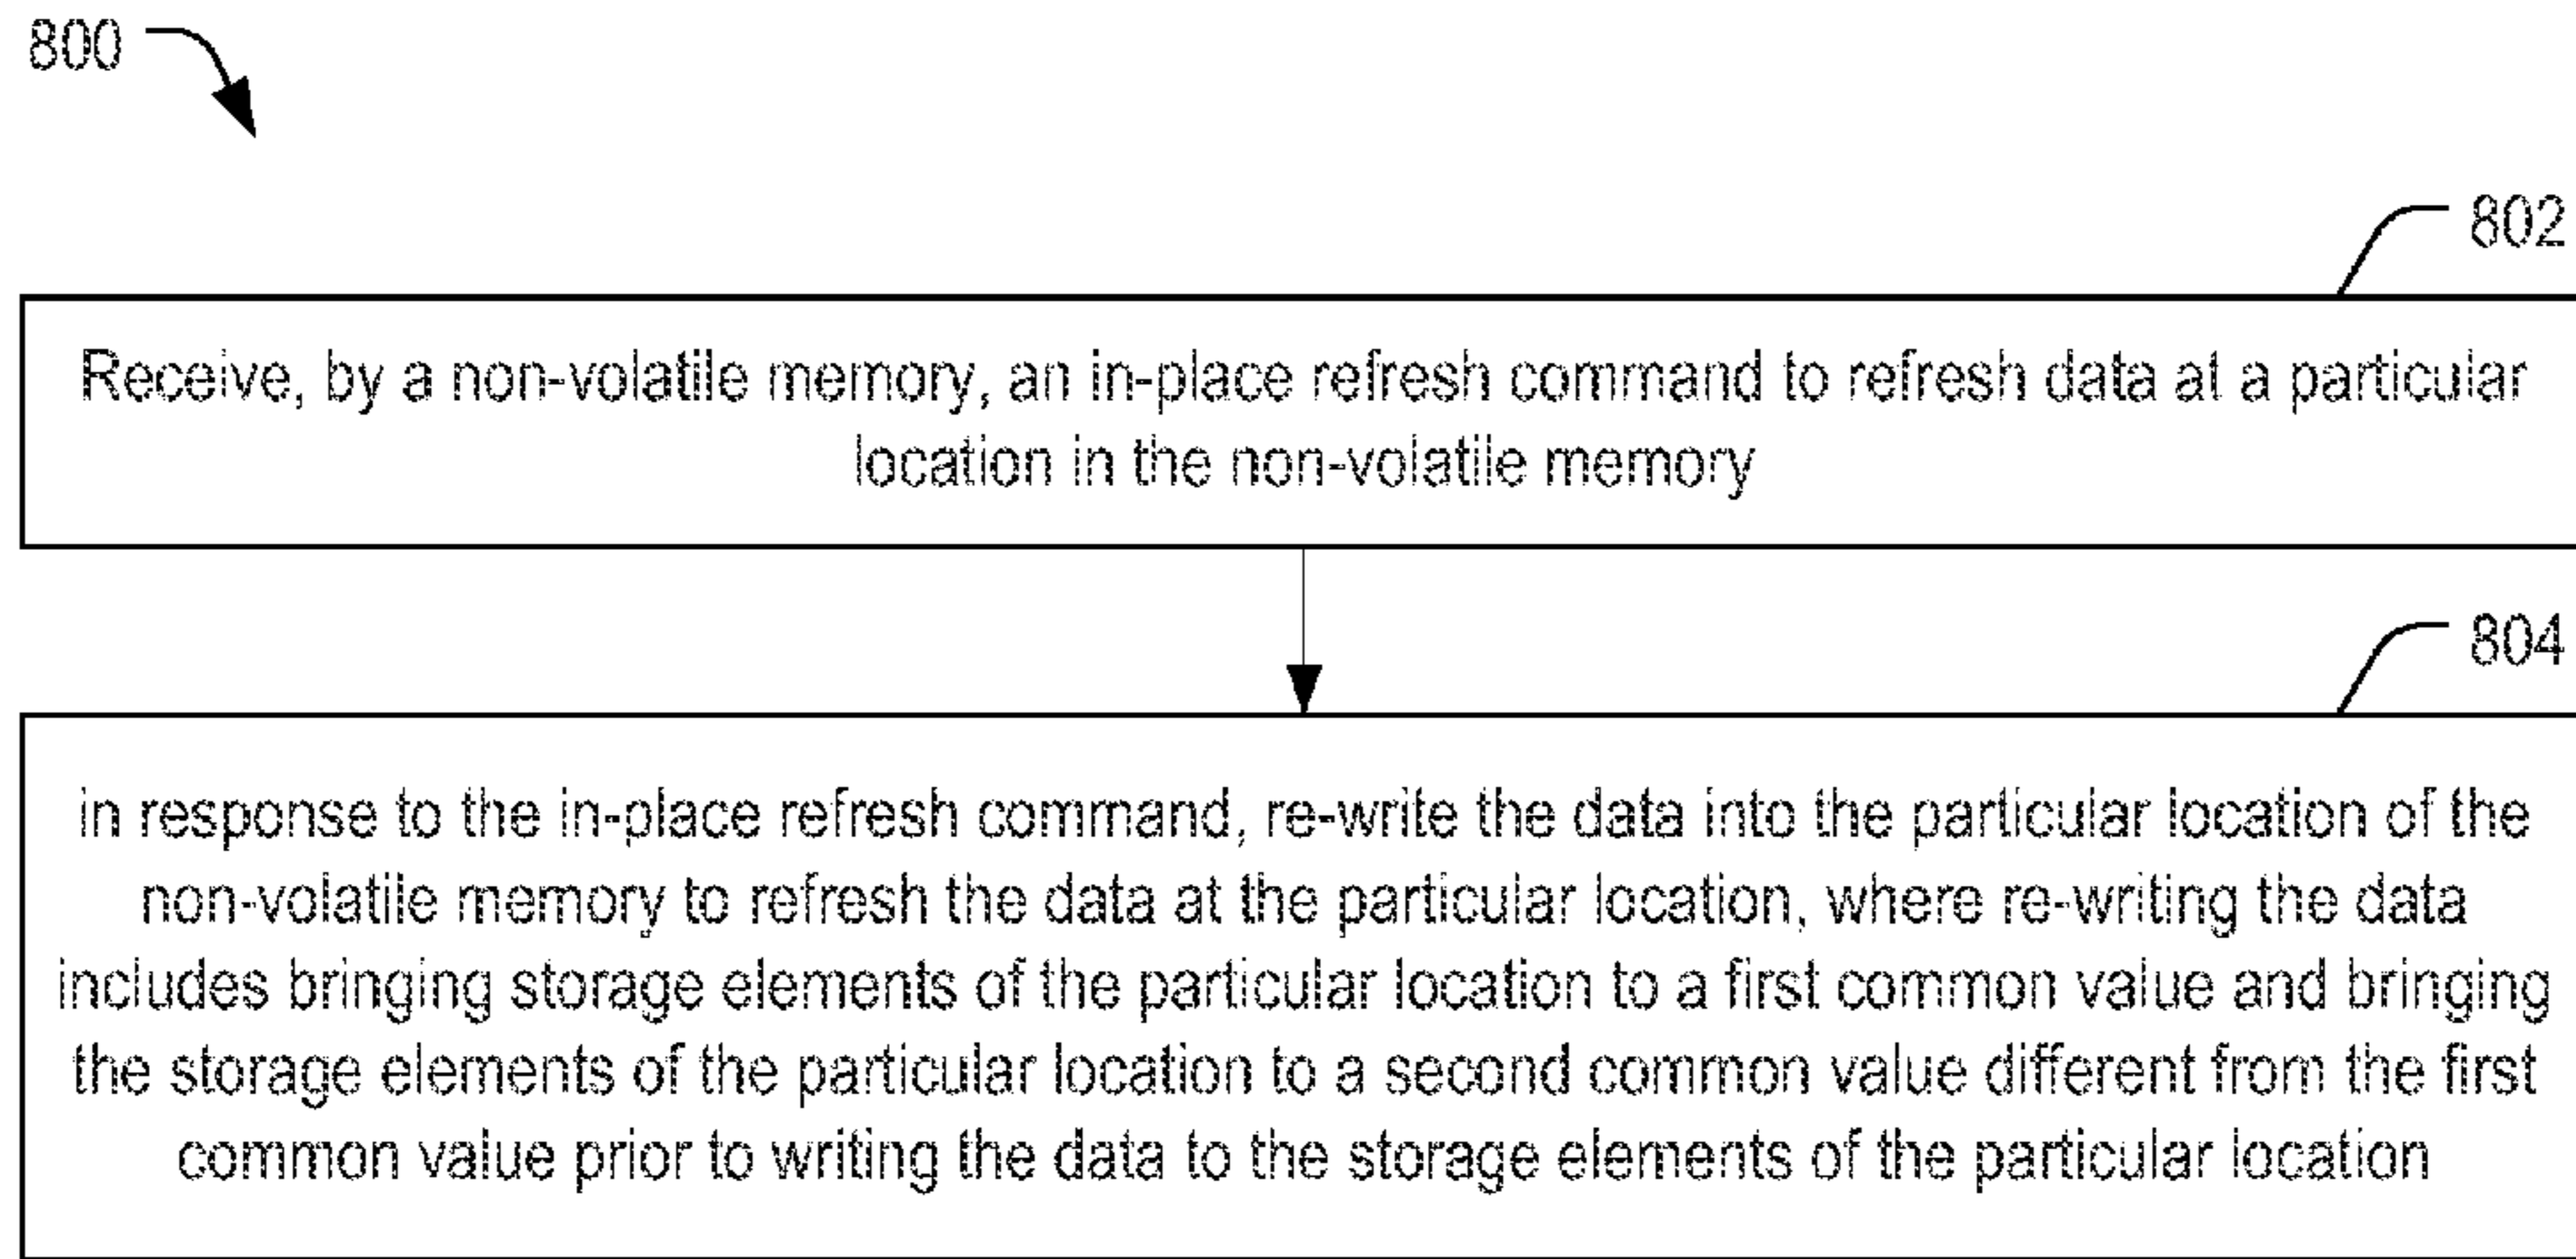 800
802
Receive, by a non-volatile memory, an in-place refresh command to refresh data at a particular
location in the non-volatile memory
804
in response to the in-place refresh command, re-write the data into the particular location of the
non-volatile memory to refresh the data at the particular location, where re-writing the data
includes bringing storage elements of the particular location to a first common value and bringing
the storage elements of the particular location to a second common value different from the first
common value prior to writing the data to the storage elements of the particular location